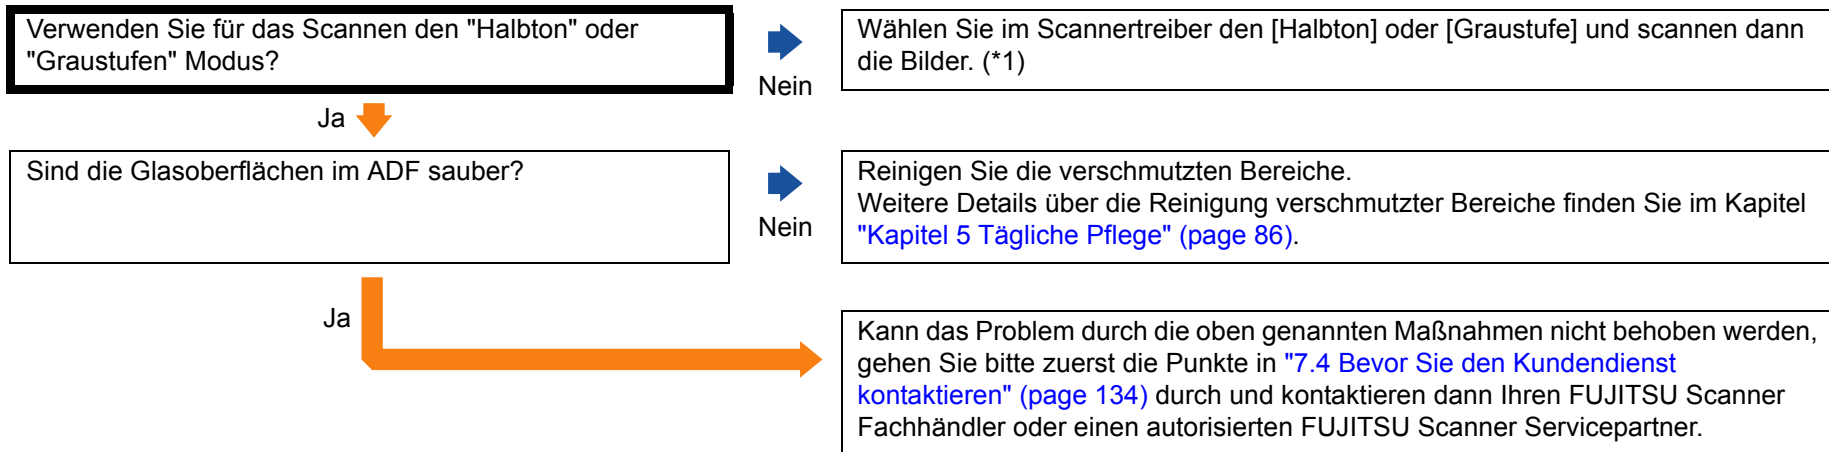 Verwenden Sie für das Scannen den "Halbton" oder
"Graustufen" Modus?
Nein
Wählen Sie im Scannertreiber den [Halbton] oder [Graustufe] und scannen dann
die Bilder. (*1)
Ja
Sind die Glasoberflächen im ADF sauber?
Nein
Reinigen Sie die verschmutzten Bereiche.
Weitere Details über die Reinigung verschmutzter Bereiche finden Sie im Kapitel
"Kapitel 5 Tägliche Pflege" (page 86).
Ja
Kann das Problem durch die oben genannten Maßnahmen nicht behoben werden,
gehen Sie bitte zuerst die Punkte in "7.4 Bevor Sie den Kundendienst
kontaktieren" (page 134) durch und kontaktieren dann Ihren FUJITSU Scanner
Fachhändler oder einen autorisierten FUJITSU Scanner Servicepartner.